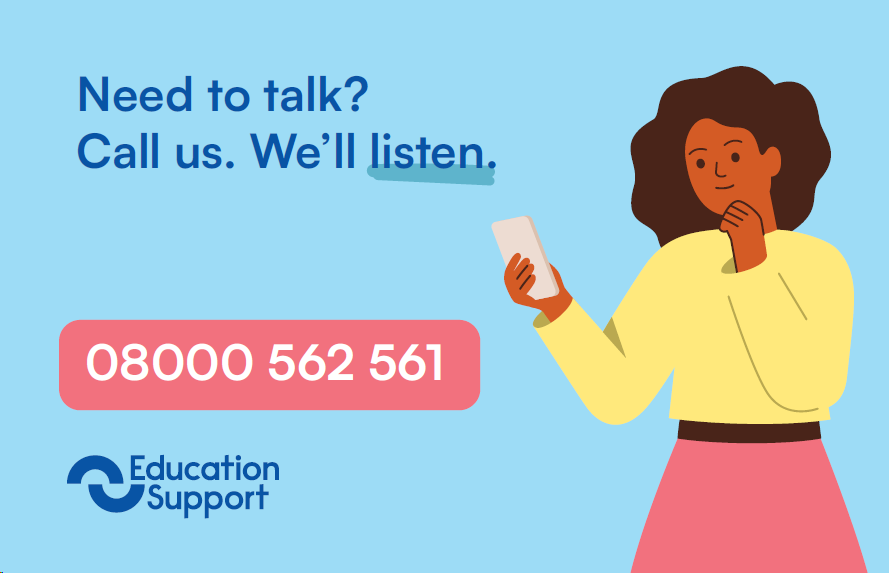 Need to talk?
Call us. We’ll listen.
08000 562 561
Education
Support